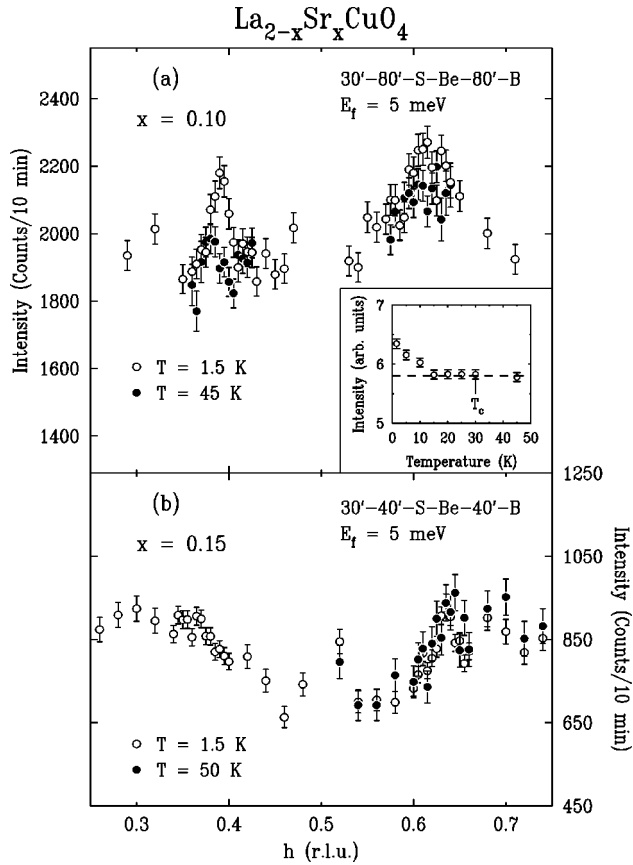 La2-xSrxCuO4
(a)
30′-80′-S-Be-80′-B
Ef = 5 meV
x = 0.10
Intensity (Counts/10 min)
2400
2200
2000
1800
1600
1400
T = 1.5 K
T = 45 K
Intensity (arb. units)
7
6
5
Tc
0 10 20 30 40 50
Temperature (K)
(b)
30′-40′-S-Be-40′-B
Ef = 5 meV
x = 0.15
1250
1050
850
650
450
Intensity (Counts/10 min)
T = 1.5 K
T = 50 K
0.3 0.4 0.5 0.6 0.7
h (r.l.u.)